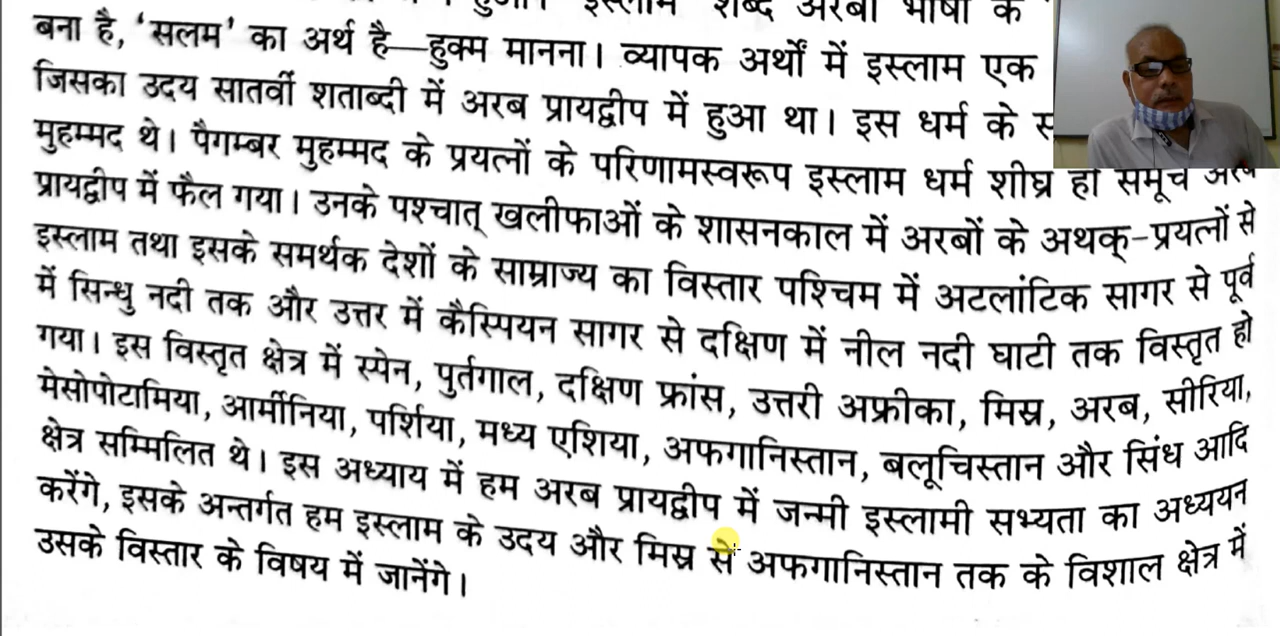 इस्लाम शब्द अरबी भाषा के
बना है, ‘सलम’ का अर्थ है—हुक्म मानना। व्यापक अर्थों में इस्लाम एक
जिसका उदय सातवीं शताब्दी में अरब प्रायद्वीप में हुआ था। इस धर्म के
मुहम्मद थे। पैगम्बर मुहम्मद के प्रयत्नों के परिणामस्वरूप इस्लाम धर्म शीघ्र ही समूचे अरब
प्रायद्वीप में फैल गया। उनके पश्चात् खलीफाओं के शासनकाल में अरबों के अथक्-प्रयत्नों से
इस्लाम तथा इसके समर्थक देशों के साम्राज्य का विस्तार पश्चिम में अटलांटिक सागर से पूर्व
में सिन्धु नदी तक और उत्तर में कैस्पियन सागर से दक्षिण में नील नदी घाटी तक विस्तृत हो
गया। इस विस्तृत क्षेत्र में स्पेन, पुर्तगाल, दक्षिण फ्रांस, उत्तरी अफ्रीका, मिस्र, अरब, सीरिया,
मेसोपोटामिया, आर्मीनिया, पर्शिया, मध्य एशिया, अफगानिस्तान, बलूचिस्तान और सिंध आदि
क्षेत्र सम्मिलित थे। इस अध्याय में हम अरब प्रायद्वीप में जन्मी इस्लामी सभ्यता का अध्ययन
करेंगे, इसके अन्तर्गत हम इस्लाम के उदय और मिस्र से अफगानिस्तान तक के विशाल क्षेत्र में
उसके विस्तार के विषय में जानेंगे।